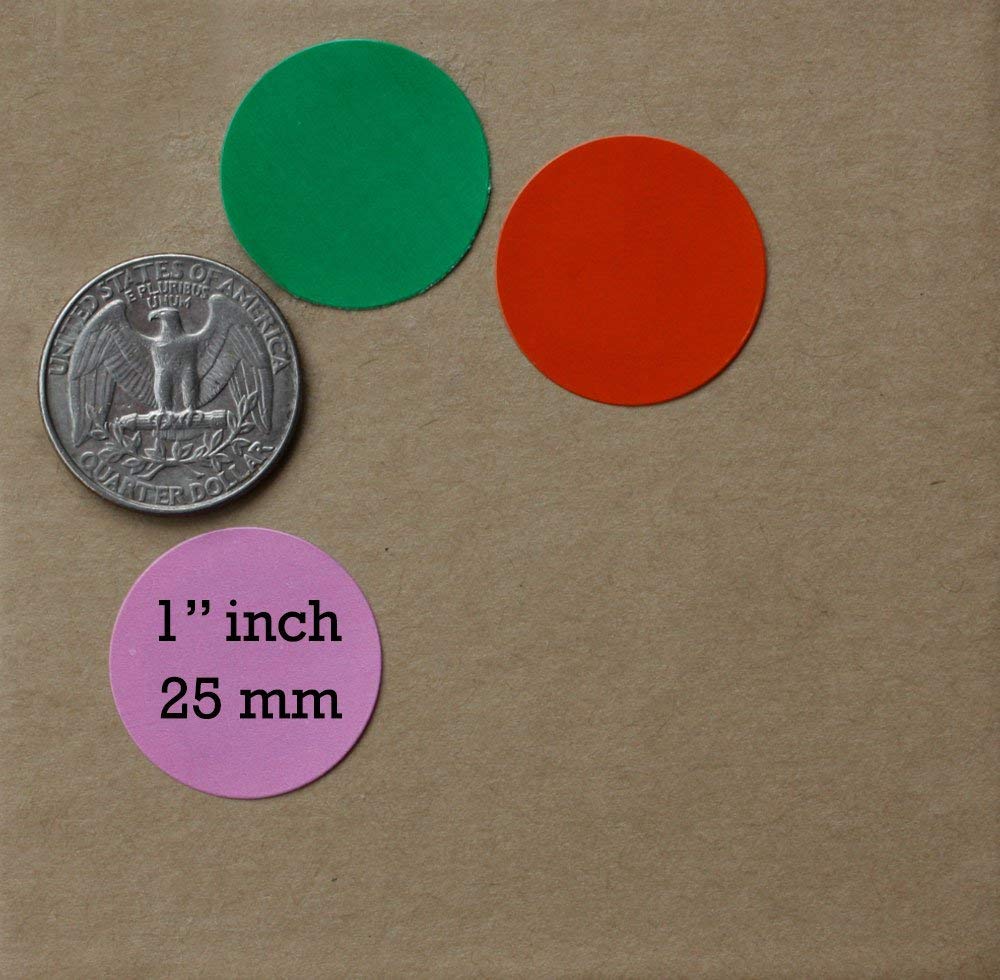 UNITED STATES OF AMERICA
E PLURIBUS
UNUM
QUARTER DOLLAR
1” inch
25 mm